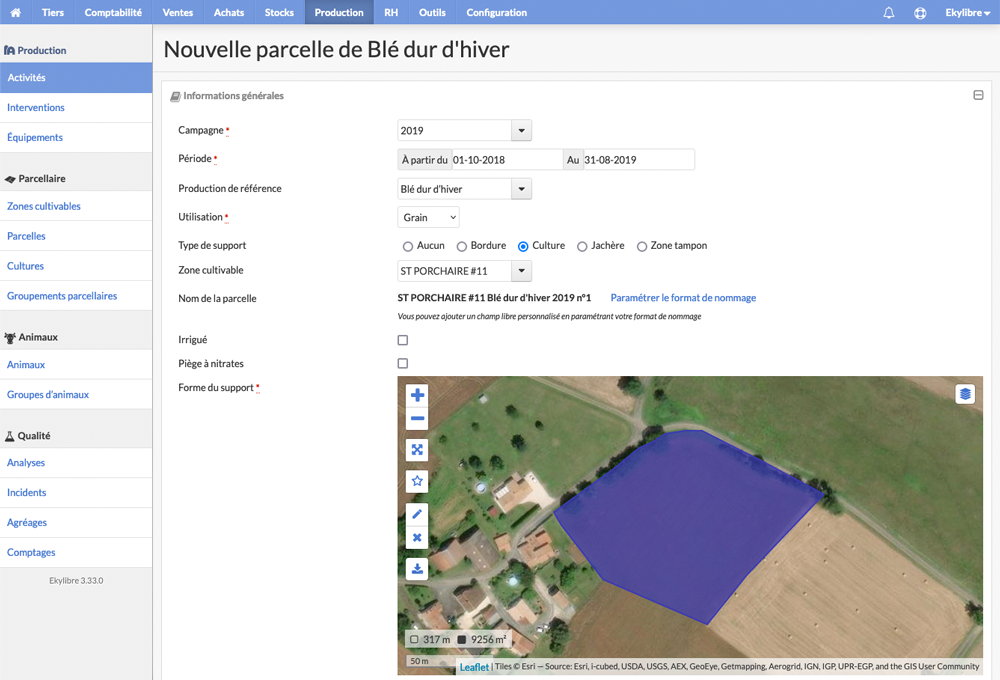 Tiers Comptabilité Ventes Achats Stocks Production RH Outils Configuration Ekylibre
Production
Activités
Interventions
Équipements
Parcellaire
Zones cultivables
Parcelles
Cultures
Groupements parcellaires
Animaux
Animaux
Groupes d'animaux
Qualité
Analyses
Incidents
Agréages
Comptages
Ekylibre 3.33.0
Nouvelle parcelle de Blé dur d'hiver
Informations générales
Campagne * 2019
Période * À partir du 01-10-2018 Au 31-08-2019
Production de référence Blé dur d'hiver
Utilisation * Grain
Type de support Aucun Bordure Culture Jachère Zone tampon
Zone cultivable ST PORCHAIRE #11
Nom de la parcelle ST PORCHAIRE #11 Blé dur d'hiver 2019 n°1 Paramétrer le format de nommage
Vous pouvez ajouter un champ libre personnalisé en paramétrant votre format de nommage
Irrigué
Piège à nitrates
Forme du support *
317 m 9256 m²
50 m
Leaflet | Tiles © Esri — Source: Esri, i-cubed, USDA, USGS, AEX, GeoEye, Getmapping, Aerogrid, IGN, IGP, UPR-EGP, and the GIS User Community